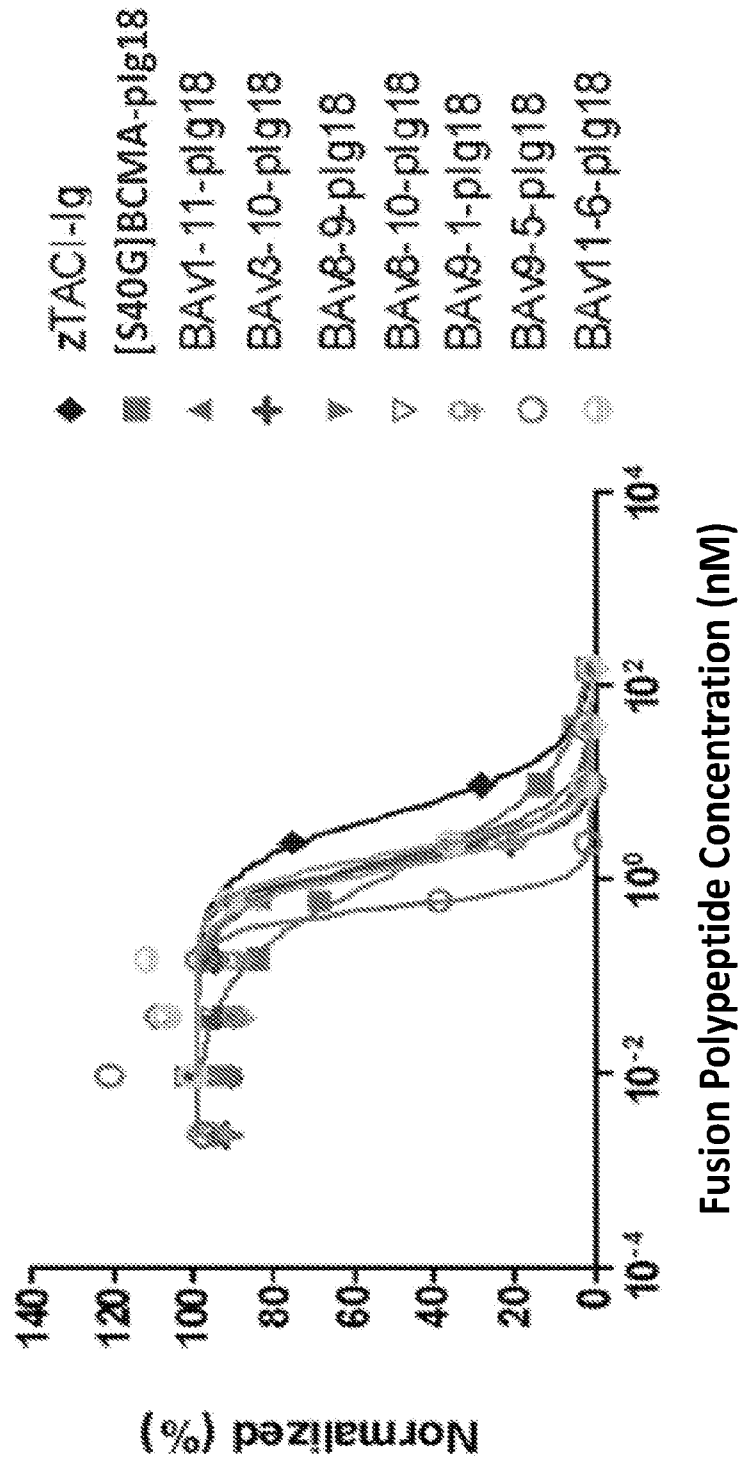 Normalized (%)
140
120
100
80
60
40
20
0
10⁻⁴
10⁻²
10⁰
10²
10⁴
Fusion Polypeptide Concentration (nM)
zTACI-Ig
[S40G]BCMA-pIg18
BAv1-11-pIg18
BAv3-10-pIg18
BAv8-9-pIg18
BAv8-10-pIg18
BAv9-1-pIg18
BAv9-5-pIg18
BAv11-6-pIg18